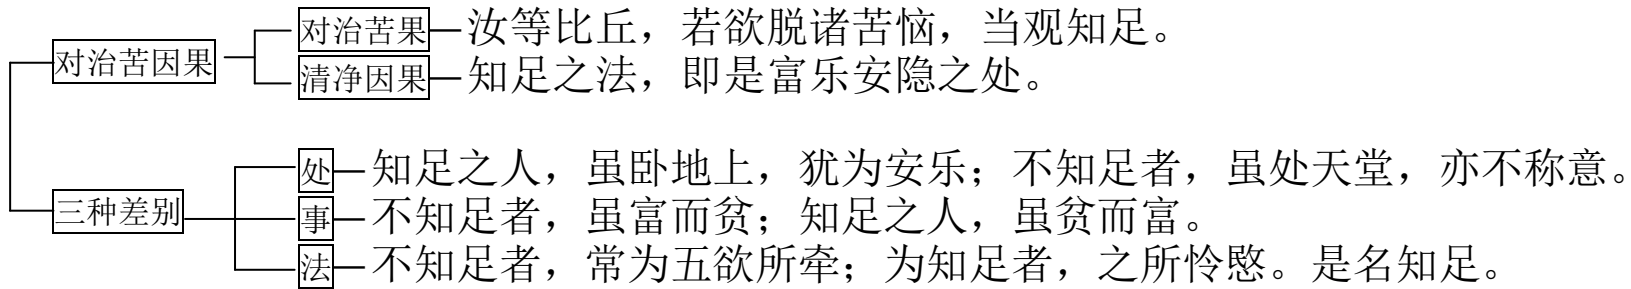 对治苦因果
对治苦果 汝等比丘，若欲脱诸苦恼，当观知足。
清净因果 知足之法，即是富乐安隐之处。
三种差别
处 知足之人，虽卧地上，犹为安乐；不知足者，虽处天堂，亦不称意。
事 不知足者，虽富而贫；知足之人，虽贫而富。
法 不知足者，常为五欲所牵；为知足者，之所怜愍。是名知足。